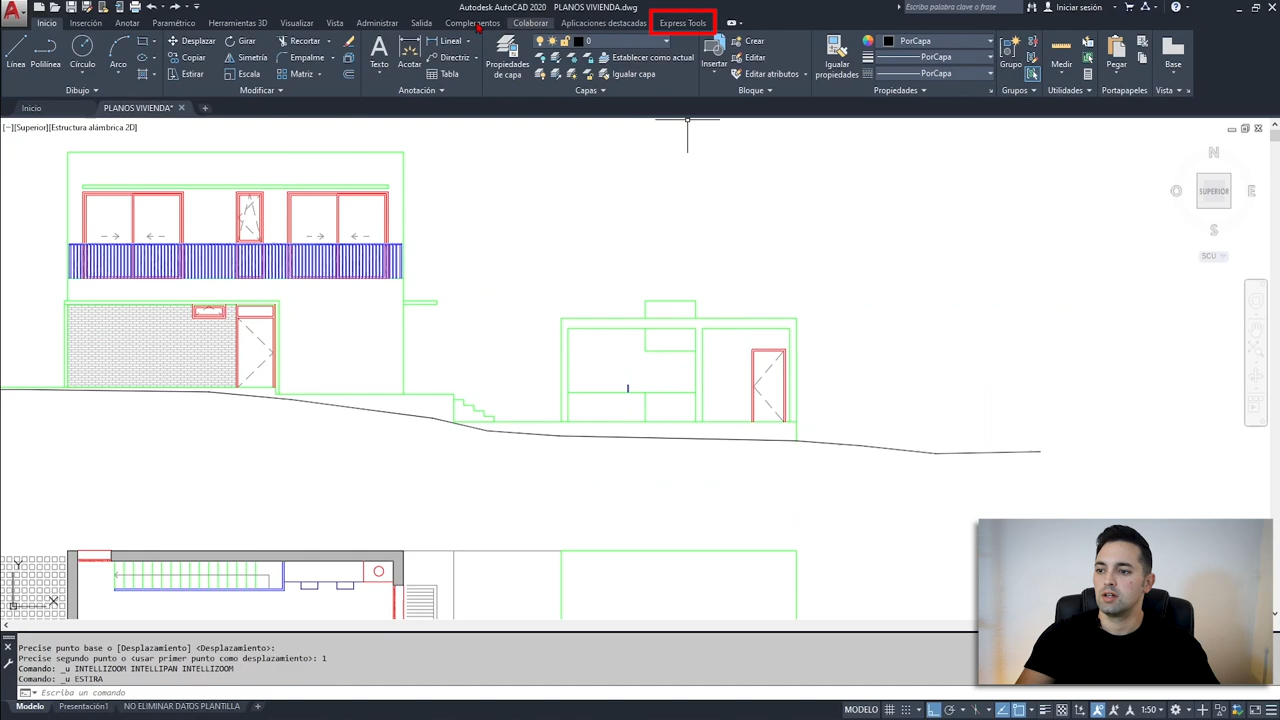 Autodesk AutoCAD 2020 PLANOS VIVIENDA.dwg
Escriba palabra clave o frase
Iniciar sesión
Inicio Inserción Anotar Paramétrico Herramientas 3D Visualizar Vista Administrar Salida Complementos Colaborar Aplicaciones destacadas Express Tools
Línea Polilínea Círculo Arco
Desplazar Girar Recortar
Copiar Simetría Empalme
Estirar Escala Matriz
Texto Acotar
Lineal
Directriz
Tabla
Propiedades de capa
0
Establecer como actual
Igualar capa
Insertar
Crear
Editar
Editar atributos
Igualar propiedades
PorCapa
PorCapa
PorCapa
Grupo Medir Pegar Base
Dibujo Modificar Anotación Capas Bloque Propiedades Grupos Utilidades Portapapeles Vista
Inicio PLANOS VIVIENDA*
[−][Superior][Estructura alámbrica 2D]
N
O SUPERIOR E
S
SCU
Y
X
Precise punto base o [Desplazamiento] <Desplazamiento>:
Precise segundo punto o <usar primer punto como desplazamiento>: 1
Comando: _u INTELLIZOOM INTELLIPAN INTELLIZOOM
Comando: _u ESTIRA
Escriba un comando
Modelo Presentación1 NO ELIMINAR DATOS PLANTILLA
MODELO 1:50